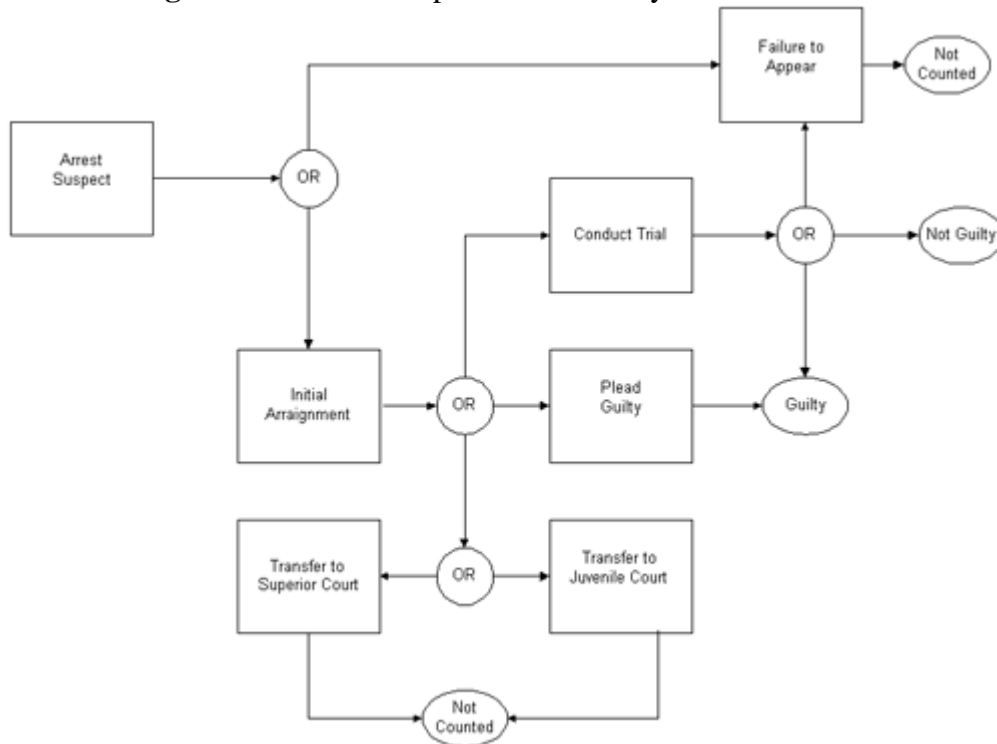 Failure to
Appear
Not
Counted
Arrest
Suspect
OR
Conduct Trial
OR
Not Guilty
Initial
Arraignment
OR
Plead
Guilty
Guilty
Transfer to
Superior Court
OR
Transfer to
Juvenile Court
Not
Counted